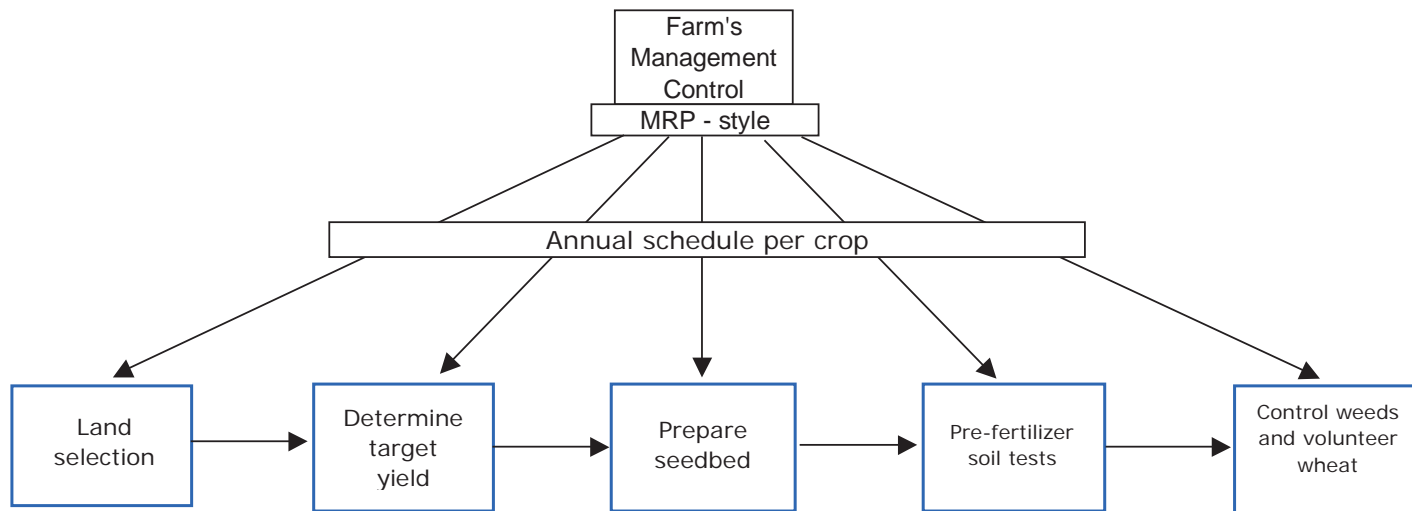 Farm's
Management
Control
MRP - style
Annual schedule per crop
Land
selection
Determine
target
yield
Prepare
seedbed
Pre-fertilizer
soil tests
Control weeds
and volunteer
wheat